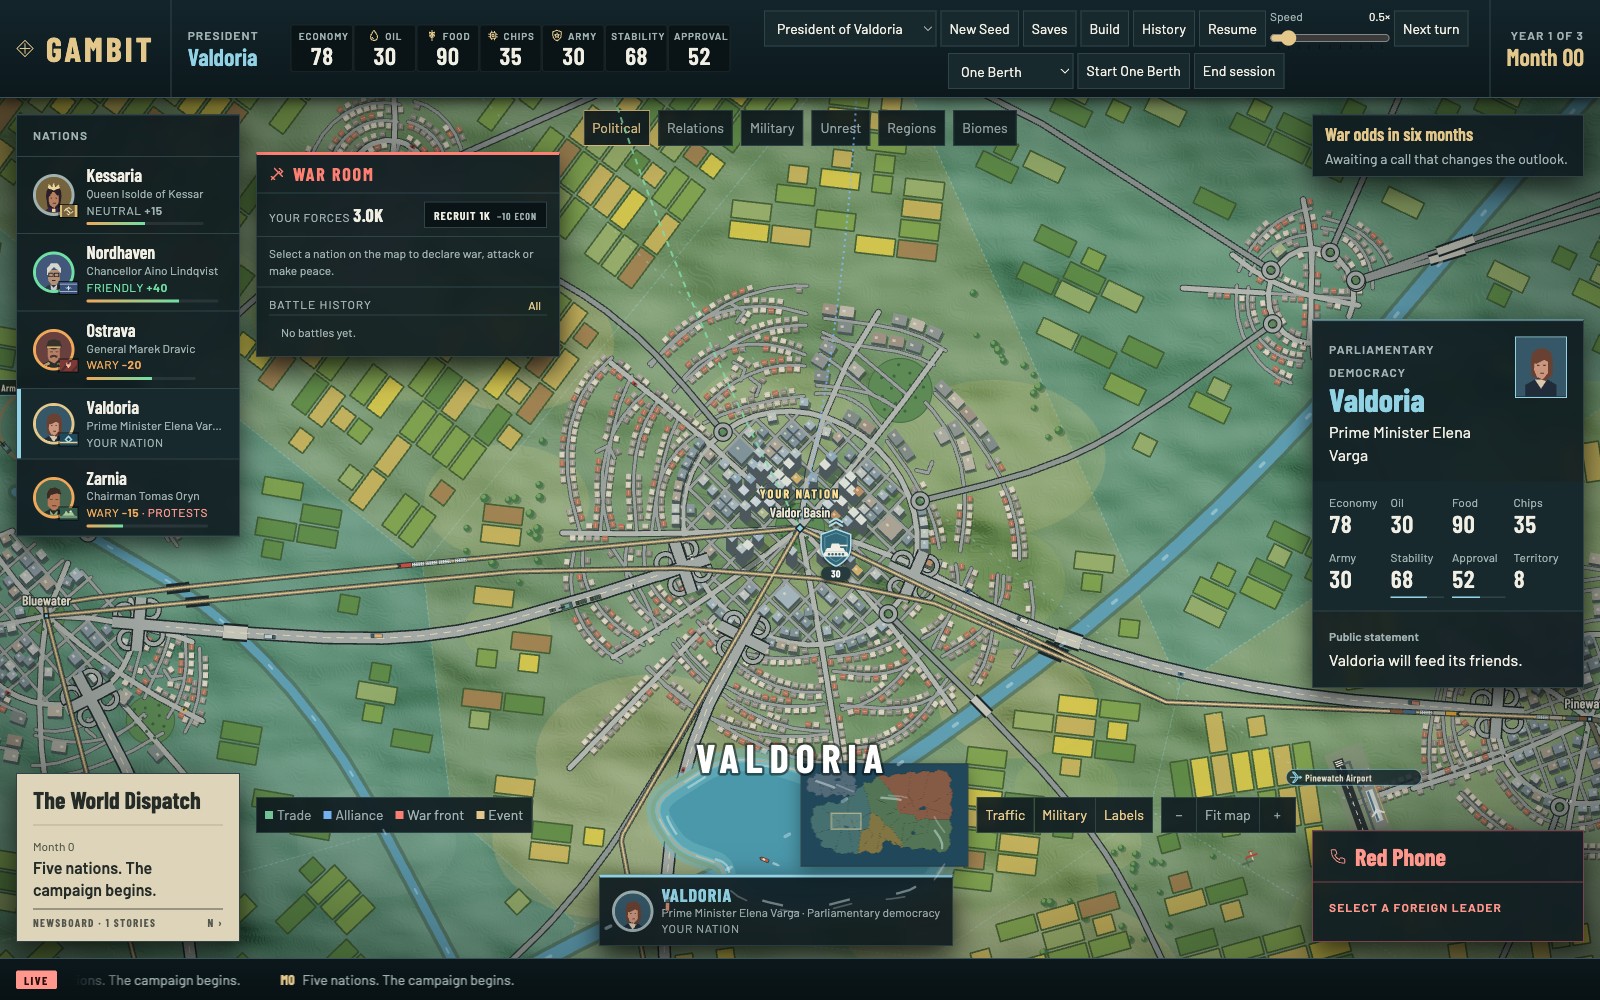 GAMBIT
PRESIDENT
Valdoria
ECONOMY
78
OIL
30
FOOD
90
CHIPS
35
ARMY
30
STABILITY
68
APPROVAL
52
President of Valdoria
New Seed
Saves
Build
History
Resume
Speed
0.5×
Next turn
One Berth
Start One Berth
End session
YEAR 1 OF 3
Month 00
NATIONS
Kessaria
Queen Isolde of Kessar
NEUTRAL +15
Nordhaven
Chancellor Aino Lindqvist
FRIENDLY +40
Ostrava
General Marek Dravic
WARY -20
Valdoria
Prime Minister Elena Var...
YOUR NATION
Zarnia
Chairman Tomas Oryn
WARY -15 · PROTESTS
WAR ROOM
YOUR FORCES 3.0K
RECRUIT 1K -10 ECON
Select a nation on the map to declare war, attack or
make peace.
BATTLE HISTORY
All
No battles yet.
Political
Relations
Military
Unrest
Regions
Biomes
War odds in six months
Awaiting a call that changes the outlook.
PARLIAMENTARY
DEMOCRACY
Valdoria
Prime Minister Elena
Varga
Economy
Oil
Food
Chips
78
30
90
35
Army
Stability
Approval
Territory
30
68
52
8
Public statement
Valdoria will feed its friends.
Arm
YOUR NATION
Valdor Basin
30
Bluewater
Pinewa
Pinewatch Airport
VALDORIA
The World Dispatch
Month 0
Five nations. The
campaign begins.
NEWSBOARD · 1 STORIES
N ›
Trade
Alliance
War front
Event
Traffic
Military
Labels
−
Fit map
+
VALDORIA
Prime Minister Elena Varga · Parliamentary democracy
YOUR NATION
Red Phone
SELECT A FOREIGN LEADER
LIVE
ons. The campaign begins.
M0 Five nations. The campaign begins.